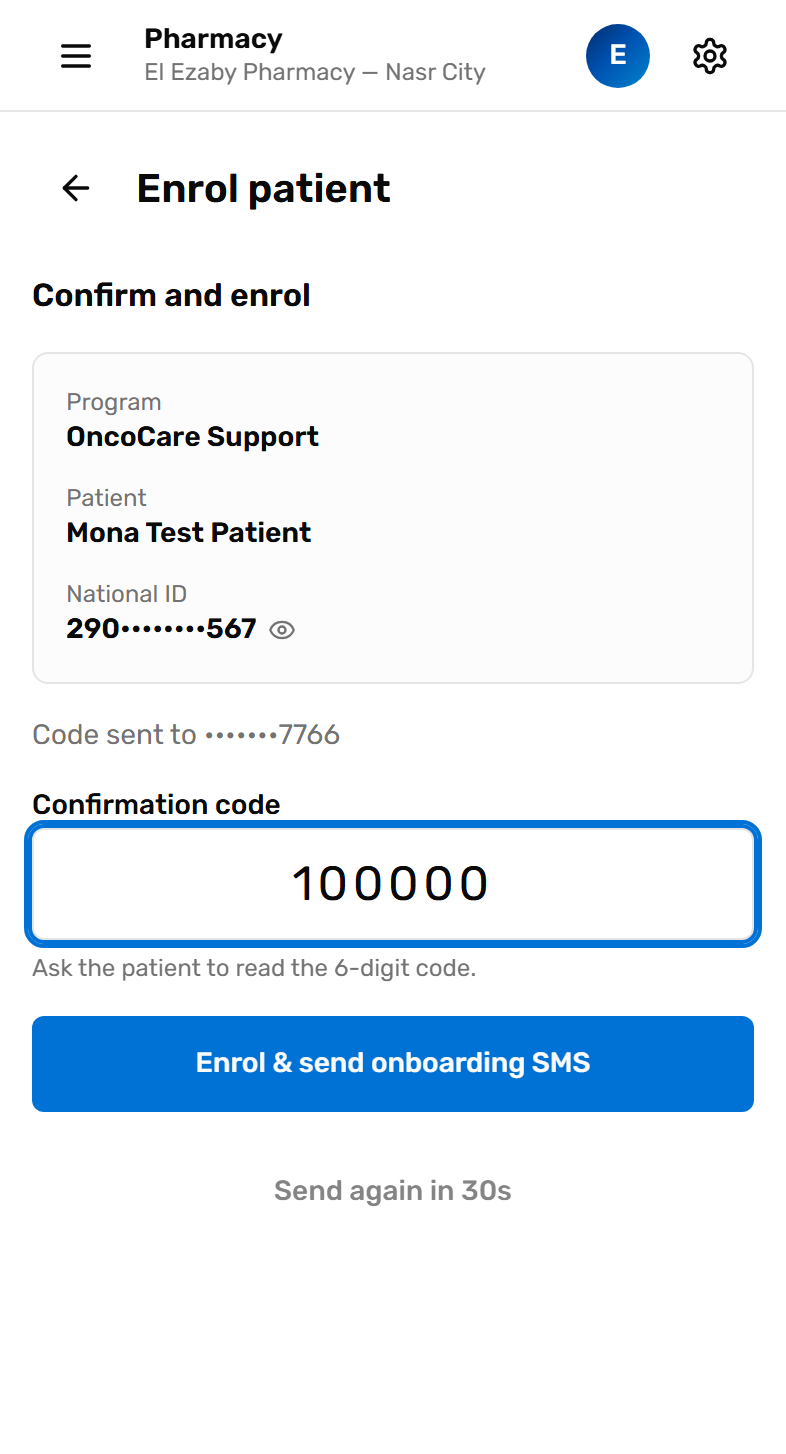 Pharmacy
El Ezaby Pharmacy — Nasr City
E
Enrol patient
Confirm and enrol
Program
OncoCare Support
Patient
Mona Test Patient
National ID
290••••••••567
Code sent to •••••••7766
Confirmation code
100000
Ask the patient to read the 6-digit code.
Enrol & send onboarding SMS
Send again in 30s